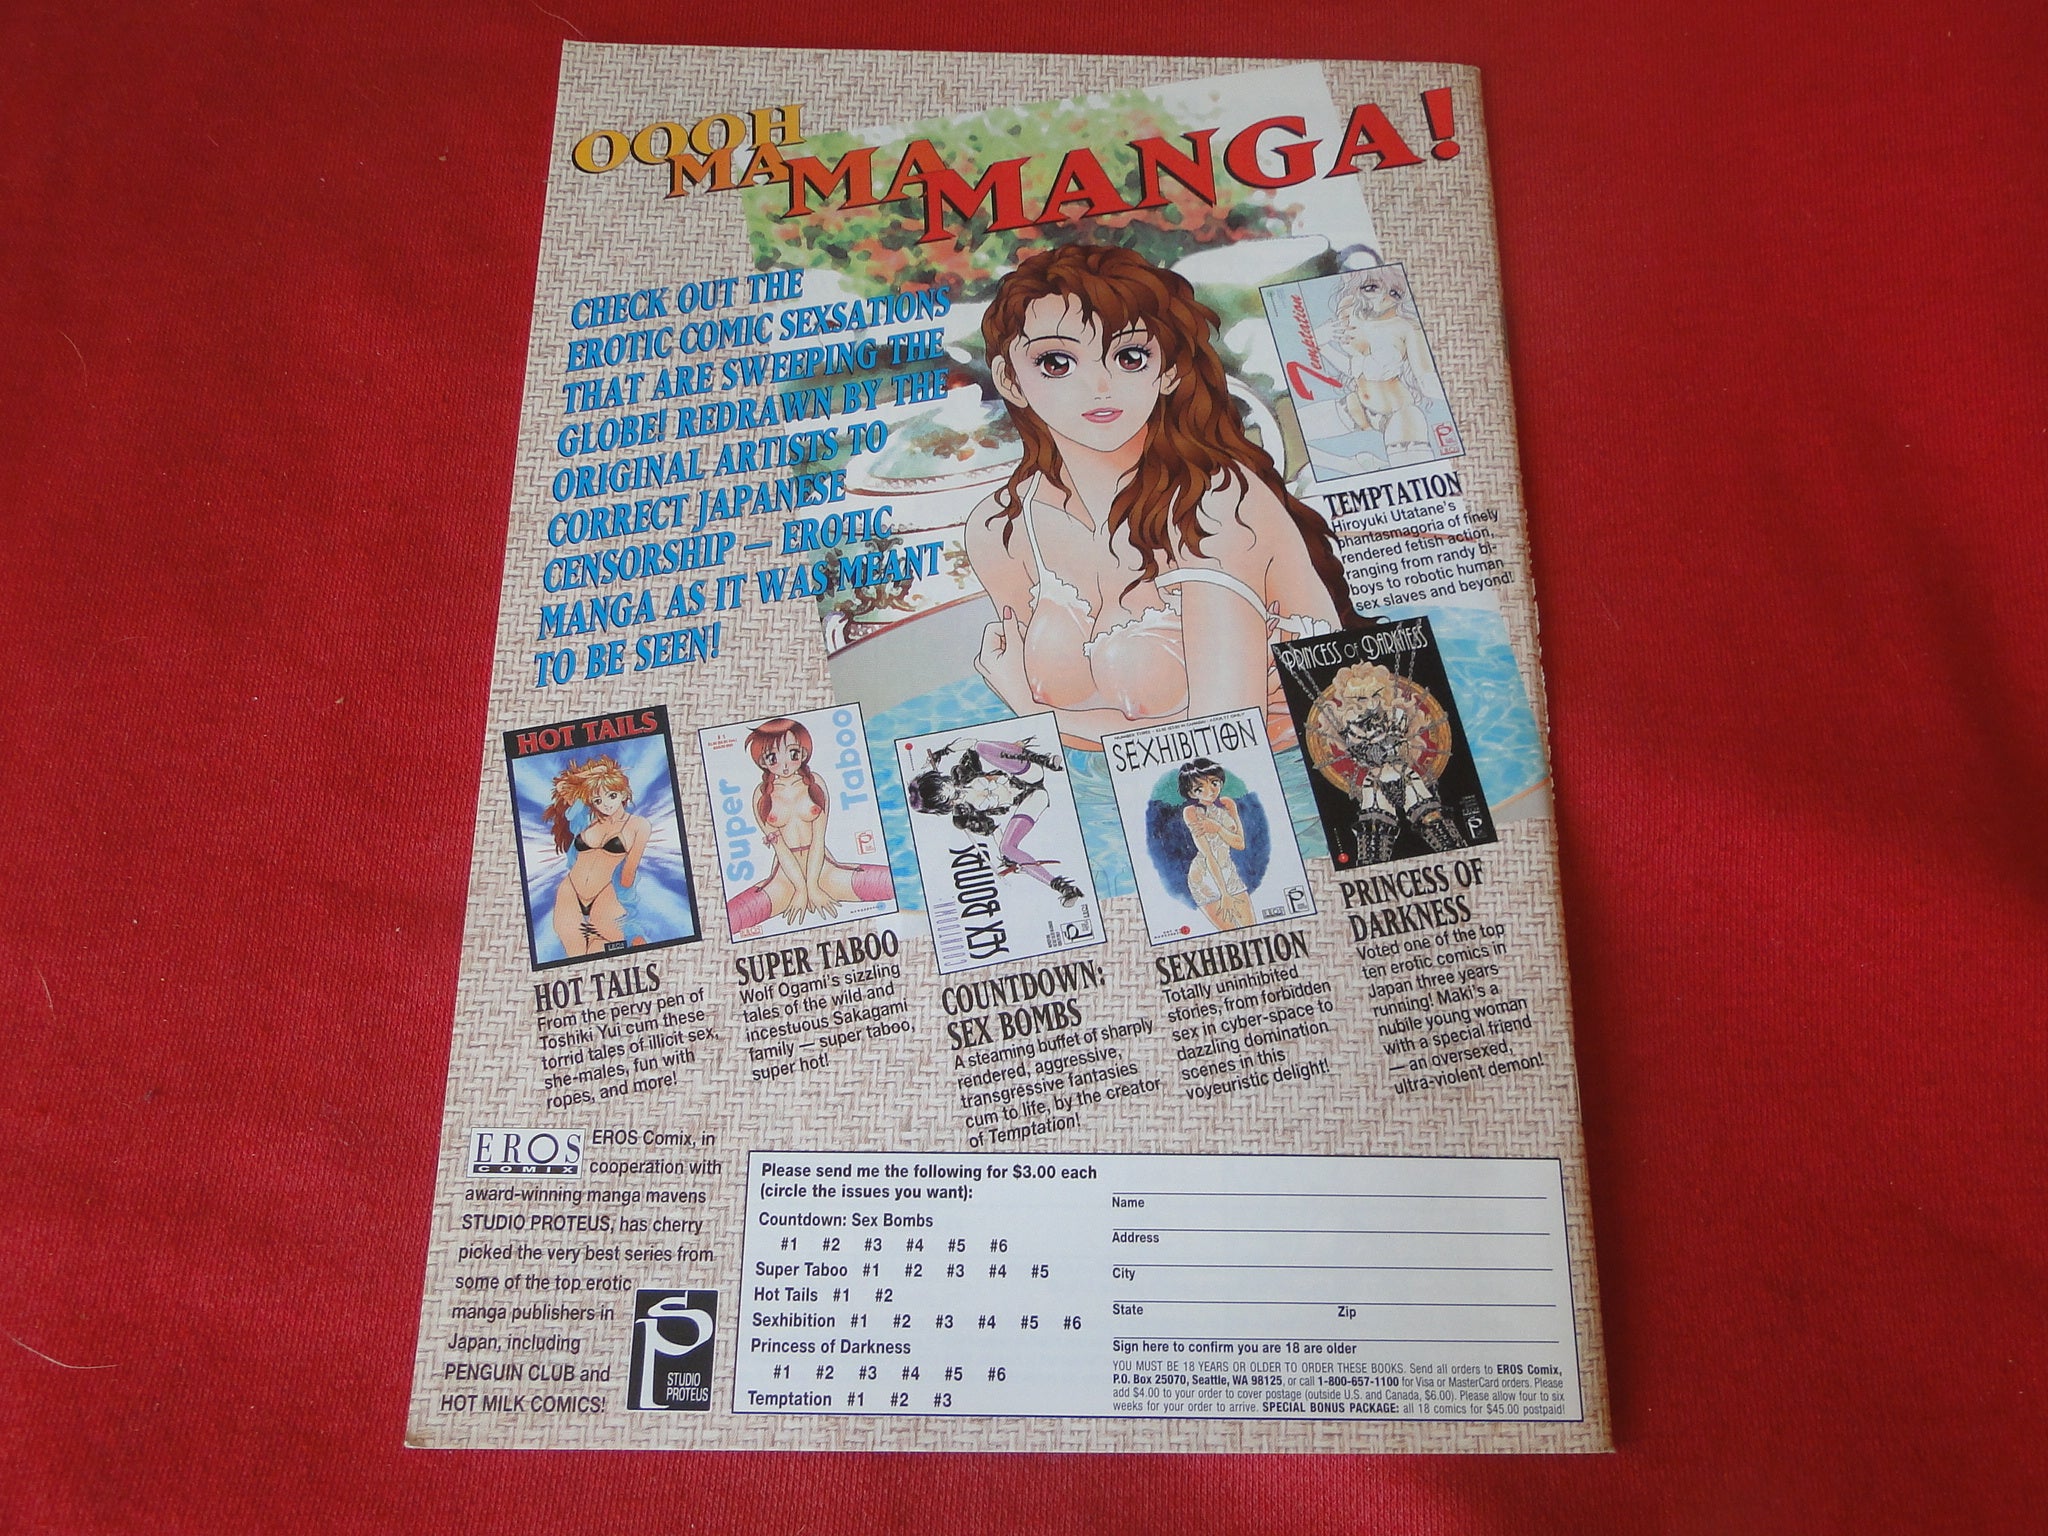 OOOH
MA MA MANGA!
CHECK OUT THE
EROTIC COMIC SEXSATIONS
THAT ARE SWEEPING THE
GLOBE! REDRAWN BY THE
ORIGINAL ARTISTS TO
CORRECT JAPANESE
CENSORSHIP — EROTIC
MANGA AS IT WAS MEANT
TO BE SEEN!
Temptation
TEMPTATION
Hiroyuki Utatane's
phantasmagoria of finely
rendered fetish action,
ranging from randy bi-
boys to robotic human
sex slaves and beyond!
HOT TAILS
HOT TAILS
From the pervy pen of
Toshiki Yui cum these
torrid tales of illicit sex,
she-males, fun with
ropes, and more!
Super Taboo
SUPER TABOO
Wolf Ogami's sizzling
tales of the wild and
incestuous Sakagami
family — super taboo,
super hot!
COUNTDOWN
SEX BOMBS
COUNTDOWN:
SEX BOMBS
A steaming buffet of sharply
rendered, aggressive,
transgressive fantasies
cum to life, by the creator
of Temptation!
SEXHIBITION
SEXHIBITION
Totally uninhibited
stories, from forbidden
sex in cyber-space to
dazzling domination
scenes in this
voyeuristic delight!
PRINCESS OF DARKNESS
PRINCESS OF
DARKNESS
Voted one of the top
ten erotic comics in
Japan three years
running! Maki's a
nubile young woman
with a special friend
— an oversexed,
ultra-violent demon!
EROS
COMIX
EROS Comix, in
cooperation with
award-winning manga mavens
STUDIO PROTEUS, has cherry
picked the very best series from
some of the top erotic
manga publishers in
Japan, including
PENGUIN CLUB and
HOT MILK COMICS!
SP
STUDIO
PROTEUS
Please send me the following for $3.00 each
(circle the issues you want):
Countdown: Sex Bombs
#1 #2 #3 #4 #5 #6
Super Taboo #1 #2 #3 #4 #5
Hot Tails #1 #2
Sexhibition #1 #2 #3 #4 #5 #6
Princess of Darkness
#1 #2 #3 #4 #5 #6
Temptation #1 #2 #3
Name
Address
City
State Zip
Sign here to confirm you are 18 are older
YOU MUST BE 18 YEARS OR OLDER TO ORDER THESE BOOKS. Send all orders to EROS Comix,
P.O. Box 25070, Seattle, WA 98125, or call 1-800-657-1100 for Visa or MasterCard orders. Please
add $4.00 to your order to cover postage (outside U.S. and Canada, $6.00). Please allow four to six
weeks for your order to arrive. SPECIAL BONUS PACKAGE: all 18 comics for $45.00 postpaid!